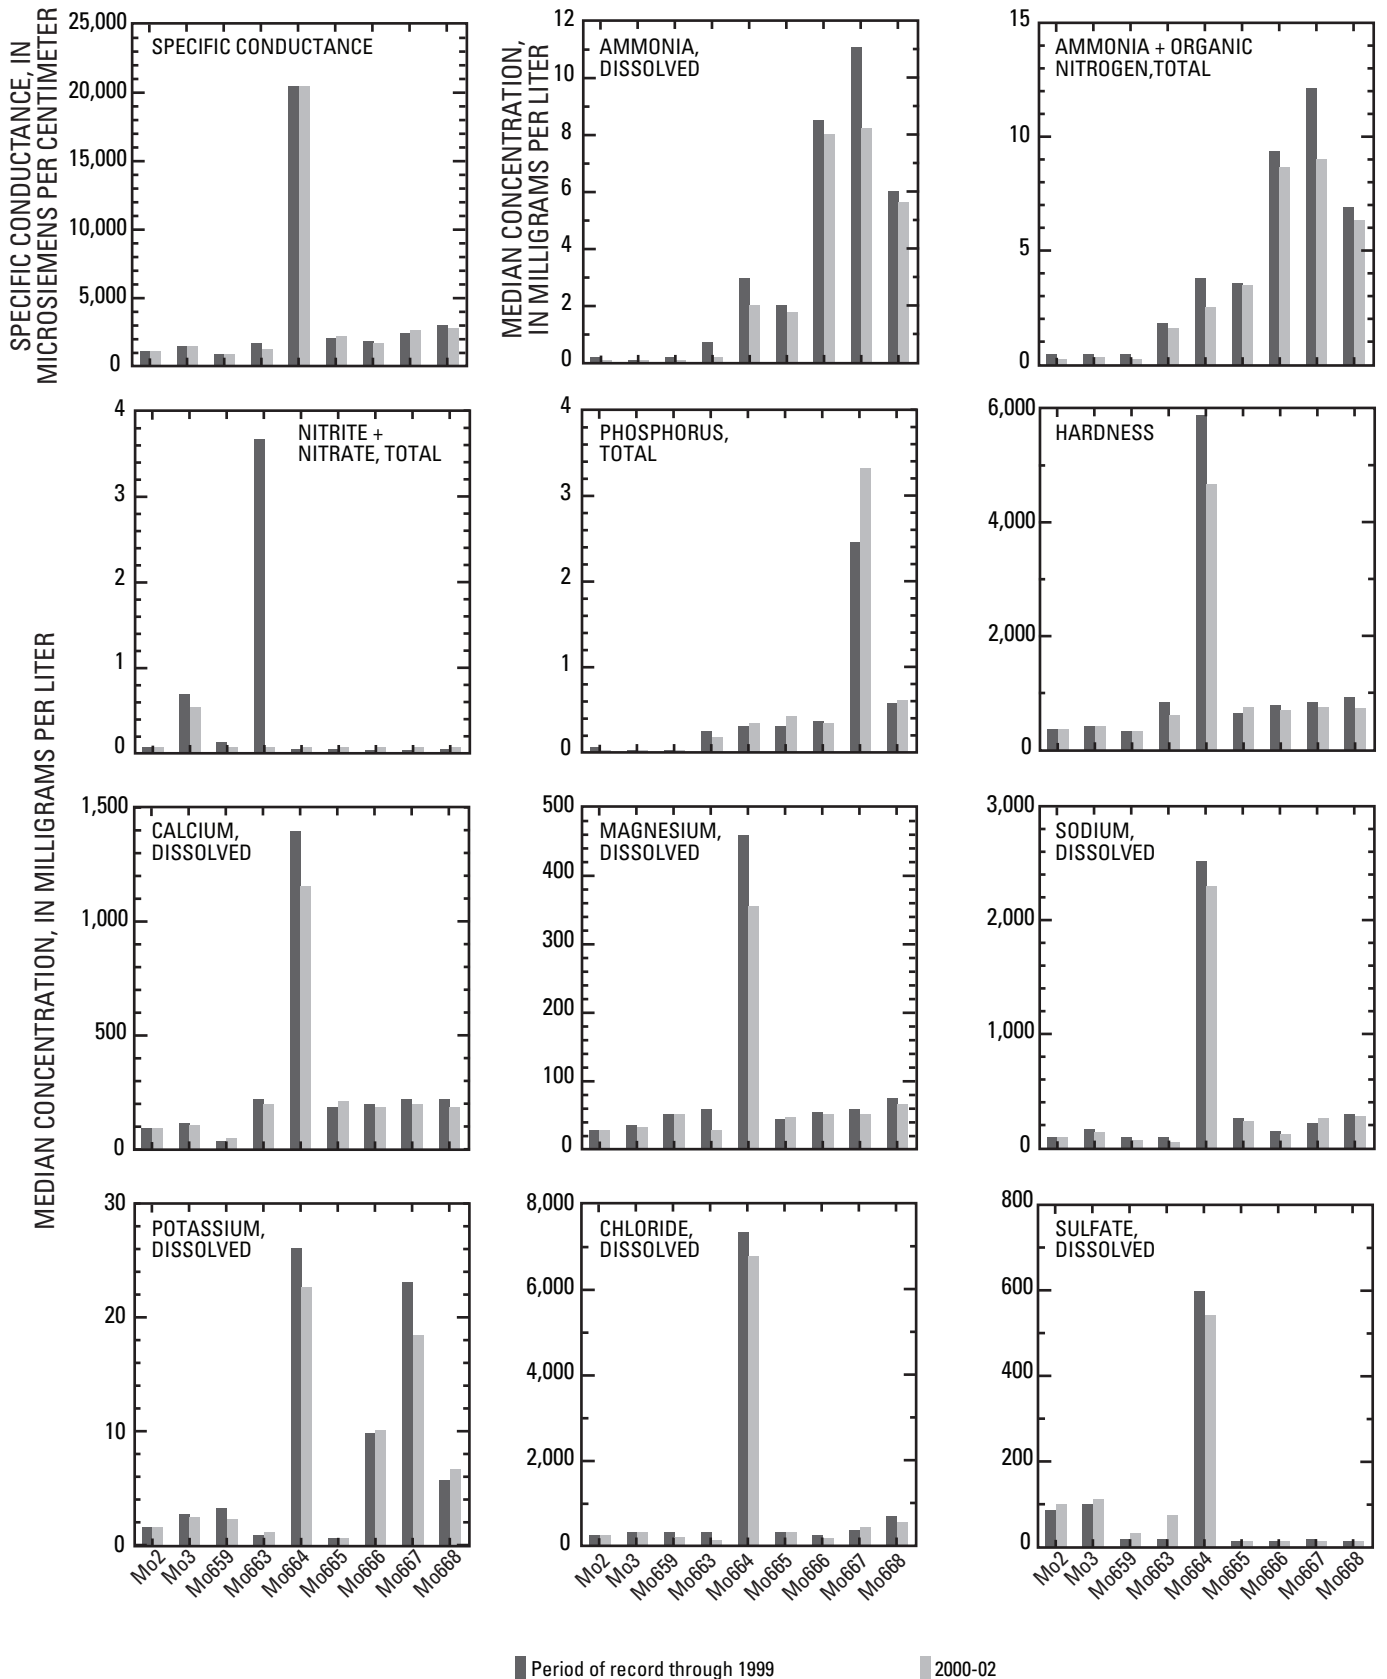 SPECIFIC CONDUCTANCE, IN
MICROSIEMENS PER CENTIMETER
25,000
20,000
15,000
10,000
5,000
0
SPECIFIC CONDUCTANCE
MEDIAN CONCENTRATION,
IN MILLIGRAMS PER LITER
12
10
8
6
4
2
0
AMMONIA,
DISSOLVED
15
10
5
0
AMMONIA + ORGANIC
NITROGEN,TOTAL
MEDIAN CONCENTRATION, IN MILLIGRAMS PER LITER
4
3
2
1
0
NITRITE +
NITRATE, TOTAL
4
3
2
1
0
PHOSPHORUS,
TOTAL
6,000
4,000
2,000
0
HARDNESS
1,500
1,000
500
0
CALCIUM,
DISSOLVED
500
400
300
200
100
0
MAGNESIUM,
DISSOLVED
3,000
2,000
1,000
0
SODIUM,
DISSOLVED
30
20
10
0
POTASSIUM,
DISSOLVED
Mo2
Mo3
Mo659
Mo663
Mo664
Mo665
Mo666
Mo667
Mo668
8,000
6,000
4,000
2,000
0
CHLORIDE,
DISSOLVED
Mo2
Mo3
Mo659
Mo663
Mo664
Mo665
Mo666
Mo667
Mo668
800
600
400
200
0
SULFATE,
DISSOLVED
Mo2
Mo3
Mo659
Mo663
Mo664
Mo665
Mo666
Mo667
Mo668
Period of record through 1999
2000-02